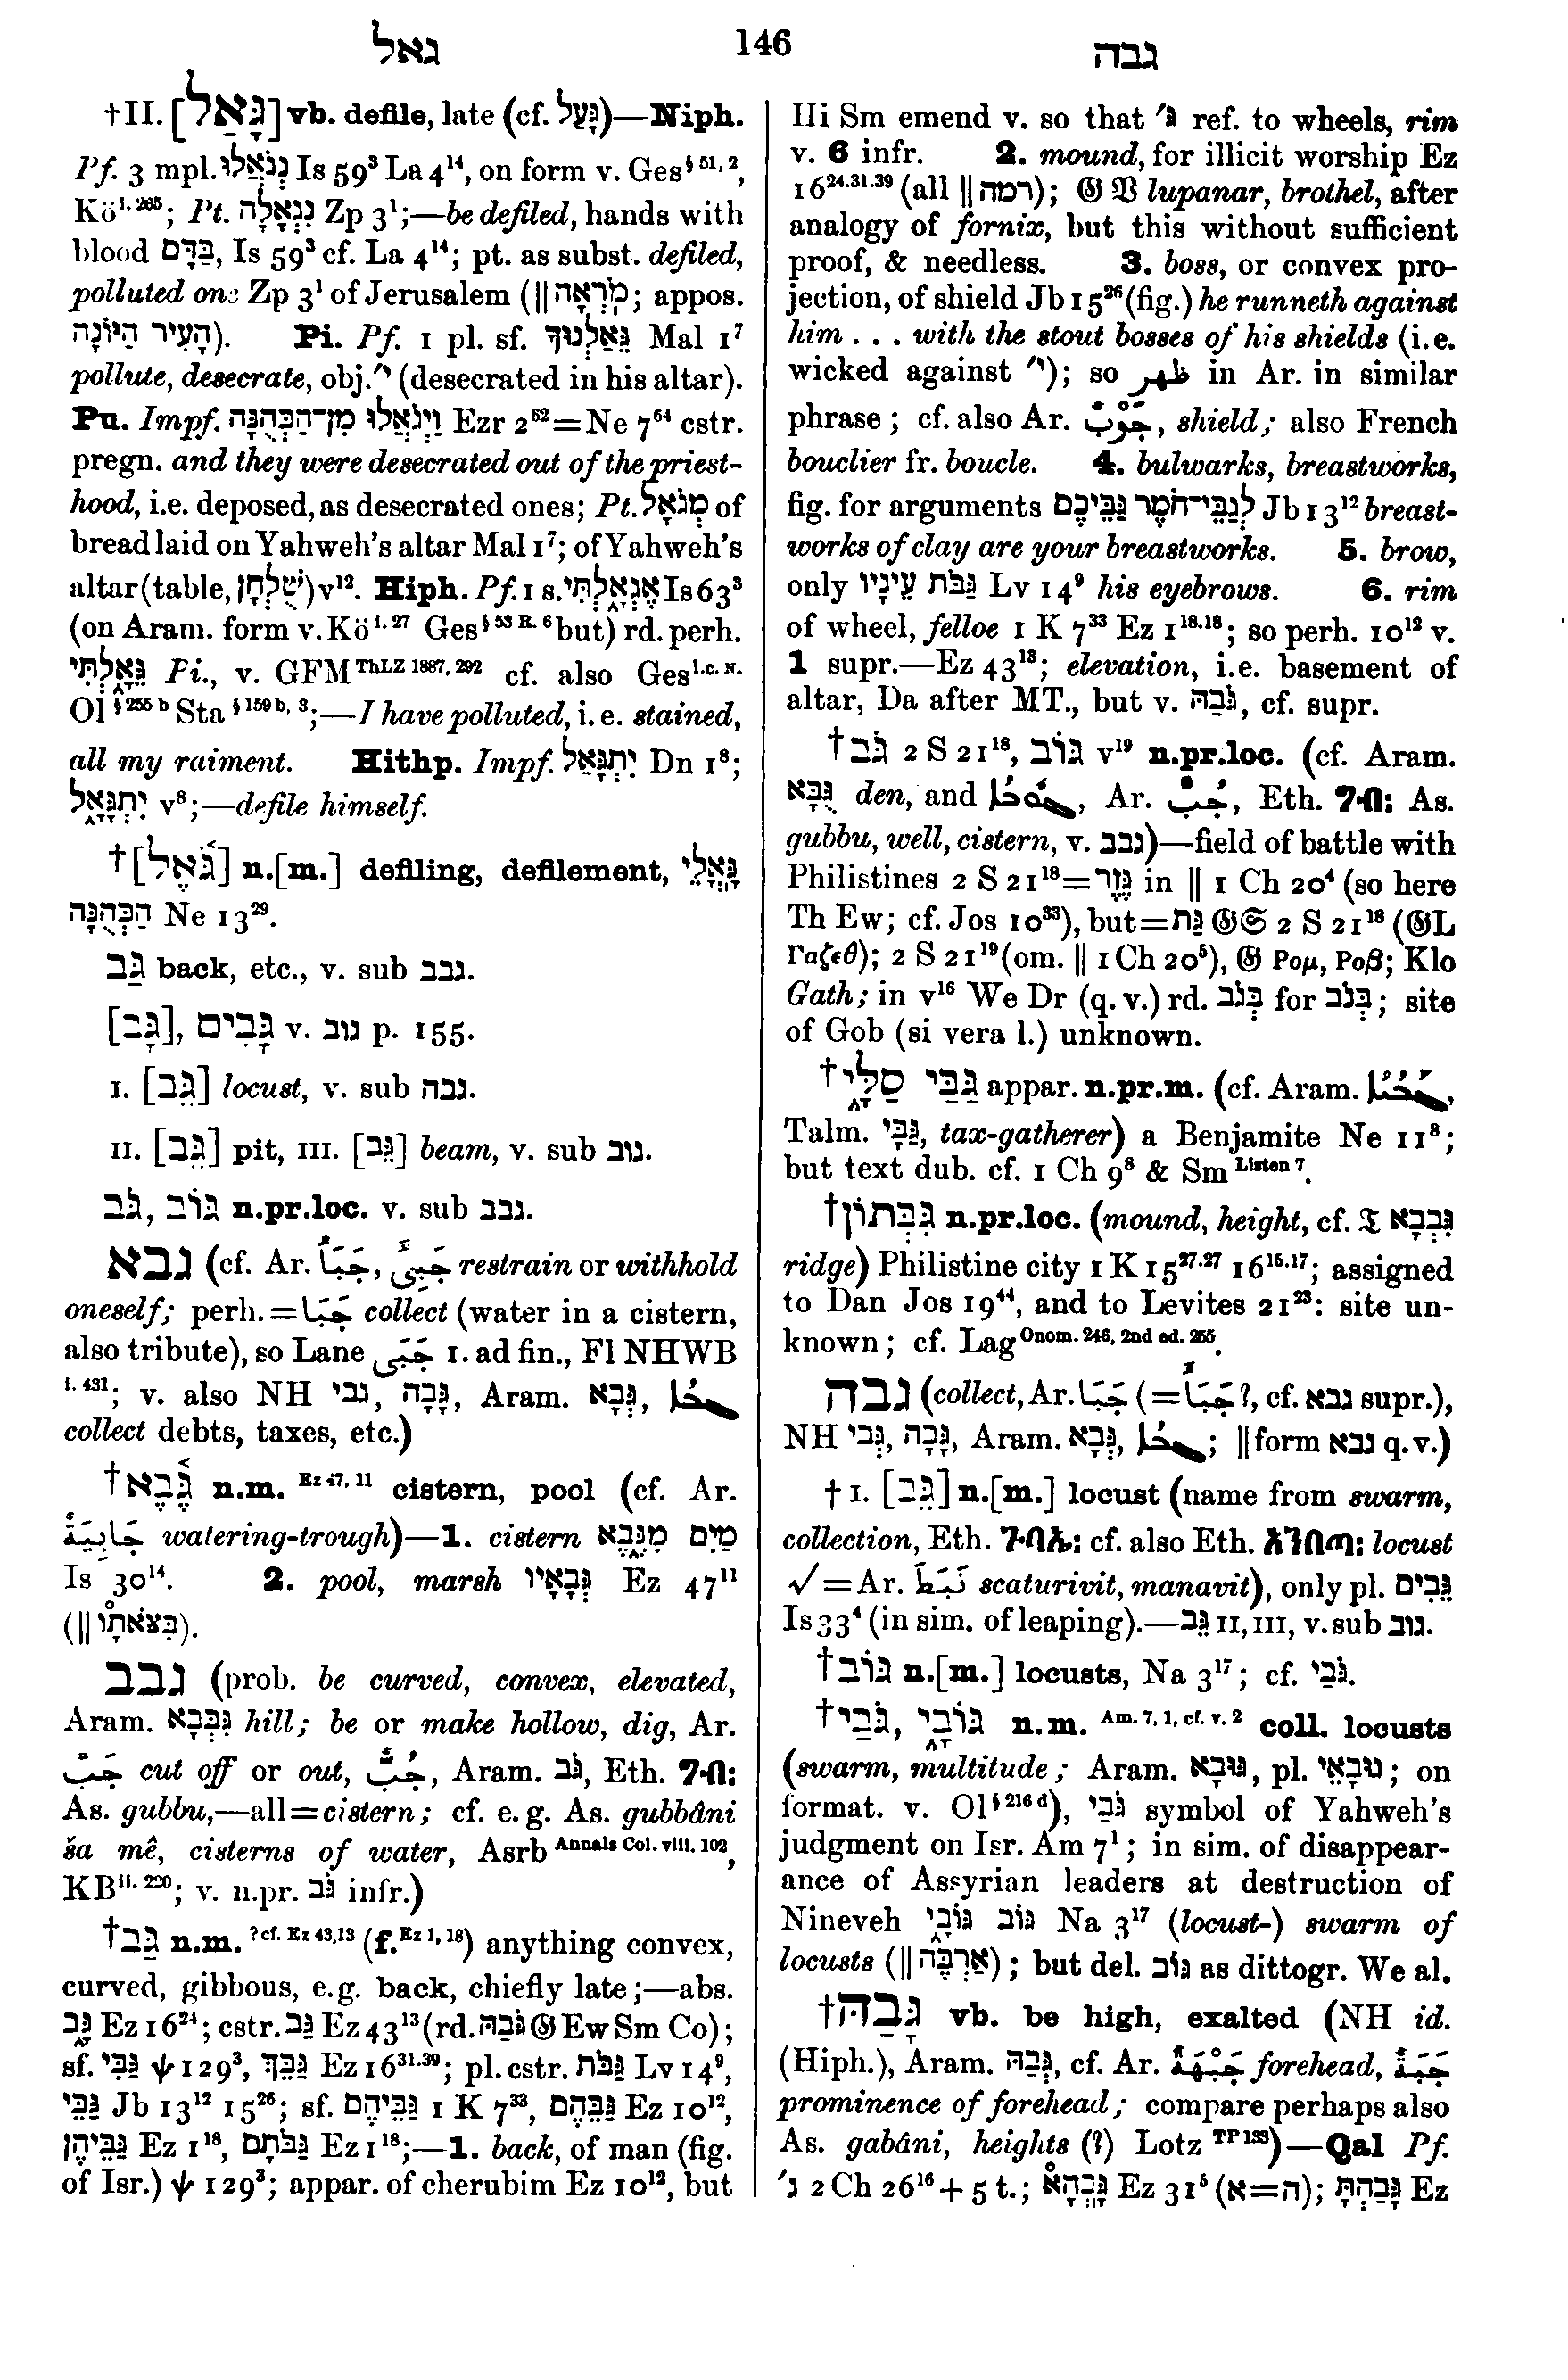 גאל 146 גבה
†II. [גָּאַל] vb. defile, late (cf. גָּעַל)—Niph.
Pf. 3 mpl. נְגֹאֲלוּ Is 59³ La 4¹⁴, on form v. Ges§ 51, 2,
Kö i. 265; Pt. נִגְאָלָה Zp 3¹;—be defiled, hands with
blood בַּדָּם, Is 59³ cf. La 4¹⁴; pt. as subst. defiled,
polluted one Zp 3¹ of Jerusalem (|| מֹרְאָה; appos.
הָעִיר הַיּוֹנָה). Pi. Pf. 1 pl. sf. גֵּאַלְנוּךָ Mal 1⁷
pollute, desecrate, obj. י׳ (desecrated in his altar).
Pu. Impf. וַיְגֹאֲלוּ מִן־הַכְּהֻנָּה Ezr 2⁶²=Ne 7⁶⁴ cstr.
pregn. and they were desecrated out of the priest-
hood, i.e. deposed, as desecrated ones; Pt. מְגֹאָל of
bread laid on Yahweh's altar Mal 1⁷; of Yahweh's
altar (table, שֻׁלְחָן) v¹². Hiph. Pf. 1 s. אֶגְאָלְתִּי Is 63³
(on Aram. form v. Kö i. 27 Ges§ 53 R. 6 but) rd. perh.
גֵּאָלְתִּי Pi., v. GFM ThLZ 1887, 292 cf. also Ges l.c. N.
Ol § 255 b Sta § 159 b, 3;—I have polluted, i.e. stained,
all my raiment. Hithp. Impf. יִתְגָּאַל Dn 1⁸;
יִתְגָּאָל v⁸;—defile himself.
†[גֹּאֶל] n.[m.] defiling, defilement, גָּאֳלֵי
הַכְּהֻנָּה Ne 13²⁹.
גַּב back, etc., v. sub גבב.
[גָּב], גָּבִים v. גוב p. 155.
I. [גֵּב] locust, v. sub גבה.
II. [גֵּב] pit, III. [גֵּב] beam, v. sub גוב.
גֹּב, גּוֹב n.pr.loc. v. sub גבב.
גבא (cf. Ar. جَبَأَ, جَبِئَ restrain or withhold
oneself; perh.=جَبَا collect (water in a cistern,
also tribute), so Lane جَبَى 1. ad fin., Fl NHWB
i. 431; v. also NH גבי, גָּבָה, Aram. גְּבָא, ܓܒܐ
collect debts, taxes, etc.)
†גֶּבֶא n.m. Ez 47, 11 cistern, pool (cf. Ar.
جَابِيَةٌ watering-trough)—1. cistern מַיִם מִגֶּבֶא
Is 30¹⁴. 2. pool, marsh גְּבָאָיו Ez 47¹¹
(|| בִּצֹּאתָו).
גבב (prob. be curved, convex, elevated,
Aram. גְּבְּבָא hill; be or make hollow, dig, Ar.
جَبَّ cut off or out, جُبٌّ, Aram. גֹּב, Eth. ጉብ፡
As. gubbu,—all=cistern; cf. e.g. As. gubbâni
ša mê, cisterns of water, Asrb Annals Col. viii. 102,
KB ii. 220; v. n.pr. גֹּב infr.)
†גַּב n.m. ?cf. Ez 43,13 (f. Ez 1, 18) anything convex,
curved, gibbous, e.g. back, chiefly late;—abs.
גָּב Ez 16²⁴; cstr. גַּב Ez 43¹³ (rd. גֹּבַהּ 𝔊 Ew Sm Co);
sf. גַּבִּי ψ 129³, גַּבֵּךְ Ez 16³¹·³⁹; pl. cstr. גַּבֹּת Lv 14⁹,
גַּבֵּי Jb 13¹² 15²⁶; sf. גַּבֵּיהֶם 1 K 7³³, גַּבֵּהֶם Ez 10¹²,
גַּבֵּיהֶן Ez 1¹⁸, גַּבֹּתָם Ez 1¹⁸;—1. back, of man (fig.
of Isr.) ψ 129³; appar. of cherubim Ez 10¹², but
Hi Sm emend v. so that ג׳ ref. to wheels, rim
v. 6 infr. 2. mound, for illicit worship Ez
16²⁴·³¹·³⁹ (all || רמה); 𝔊 𝔙 lupanar, brothel, after
analogy of fornix, but this without sufficient
proof, & needless. 3. boss, or convex pro-
jection, of shield Jb 15²⁶ (fig.) he runneth against
him . . . with the stout bosses of his shields (i.e.
wicked against י׳); so ظهر in Ar. in similar
phrase; cf. also Ar. جَوْبٌ, shield; also French
bouclier fr. boucle. 4. bulwarks, breastworks,
fig. for arguments לְגַבֵּי־חֹמֶר גַּבֵּיכֶם Jb 13¹² breast-
works of clay are your breastworks. 5. brow,
only גַּבֹּת עֵינָיו Lv 14⁹ his eyebrows. 6. rim
of wheel, felloe 1 K 7³³ Ez 1¹⁸·¹⁸; so perh. 10¹² v.
1 supr.—Ez 43¹³; elevation, i.e. basement of
altar, Da after MT., but v. גֹּבַהּ, cf. supr.
†גֹּב 2 S 21¹⁸, גּוֹב v¹⁹ n.pr.loc. (cf. Aram.
גֻּבָּא den, and ܓܘܒܐ, Ar. جُبٌّ, Eth. ጉብ፡ As.
gubbu, well, cistern, v. גבב)—field of battle with
Philistines 2 S 21¹⁸=גֶּזֶר in || 1 Ch 20⁴ (so here
Th Ew; cf. Jos 10³³), but=גַּת 𝔊 𝔖 2 S 21¹⁸ (𝔊L
Γαζεθ); 2 S 21¹⁹ (om. || 1 Ch 20⁵), 𝔊 Ρομ, Ροβ; Klo
Gath; in v¹⁶ We Dr (q.v.) rd. בְּגֹב for בְּנֹב; site
of Gob (si vera l.) unknown.
†גַּבַּי סַלָּי appar. n.pr.m. (cf. Aram. ܓܒܝܐ,
Talm. גַּבַּי, tax-gatherer) a Benjamite Ne 11⁸;
but text dub. cf. 1 Ch 9⁸ & Sm Listen 7.
†גִּבְּתוֹן n.pr.loc. (mound, height, cf. 𝔗 גִּבְּבָא
ridge) Philistine city 1 K 15²⁷·²⁷ 16¹⁵·¹⁷; assigned
to Dan Jos 19⁴⁴, and to Levites 21²³: site un-
known; cf. Lag Onom. 246, 2nd ed. 255.
גבה (collect, Ar. جَبَا (=جَبَأَ?, cf. גבא supr.),
NH גְּבִי, גָּבָה, Aram. גְּבָא, ܓܒܐ; || form גבא q.v.)
†I. [גֵּב] n.[m.] locust (name from swarm,
collection, Eth. ጉብኤ፡ cf. also Eth. አንበጣ፡ locust
√=Ar. نَبَطَ scaturivit, manavit), only pl. גֵּבִים
Is 33⁴ (in sim. of leaping).—גֵּב II, III, v. sub גוב.
†גּוֹב n.[m.] locusts, Na 3¹⁷; cf. גֹּבַי.
†גֹּבַי, גּוֹבָי n.m. Am. 7, 1, cf. v. 2 coll. locusts
(swarm, multitude; Aram. גּוֹבָא, pl. גּוֹבָאֵי; on
format. v. Ol § 216 d), גֹּבַי symbol of Yahweh's
judgment on Isr. Am 7¹; in sim. of disappear-
ance of Assyrian leaders at destruction of
Nineveh גּוֹב גּוֹבָי Na 3¹⁷ (locust-) swarm of
locusts (|| אַרְבֶּה); but del. גוֹב as dittogr. We al.
†גָּבַהּ vb. be high, exalted (NH id.
(Hiph.), Aram. גְּבַהּ, cf. Ar. جَبْهَةٌ forehead, جَبَهٌ
prominence of forehead; compare perhaps also
As. gabâni, heights (?) Lotz TP 133)—Qal Pf.
ג׳ 2 Ch 26¹⁶ + 5 t.; גָּבְהָא Ez 31⁵ (ה=א); גָּבַהְתָּ Ez